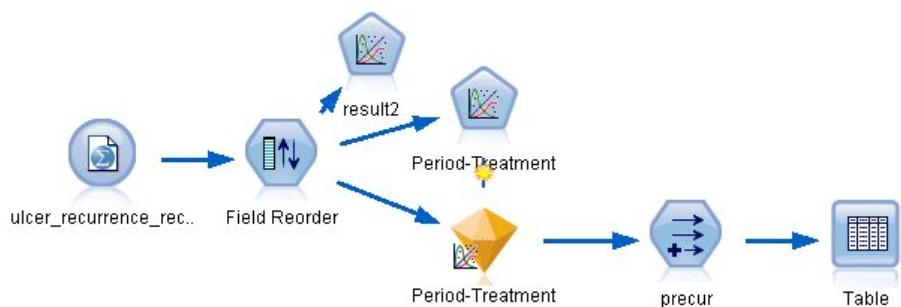 result2
Period-Treatment
ulcer_recurrence_rec..
Field Reorder
Period-Treatment
precur
Table